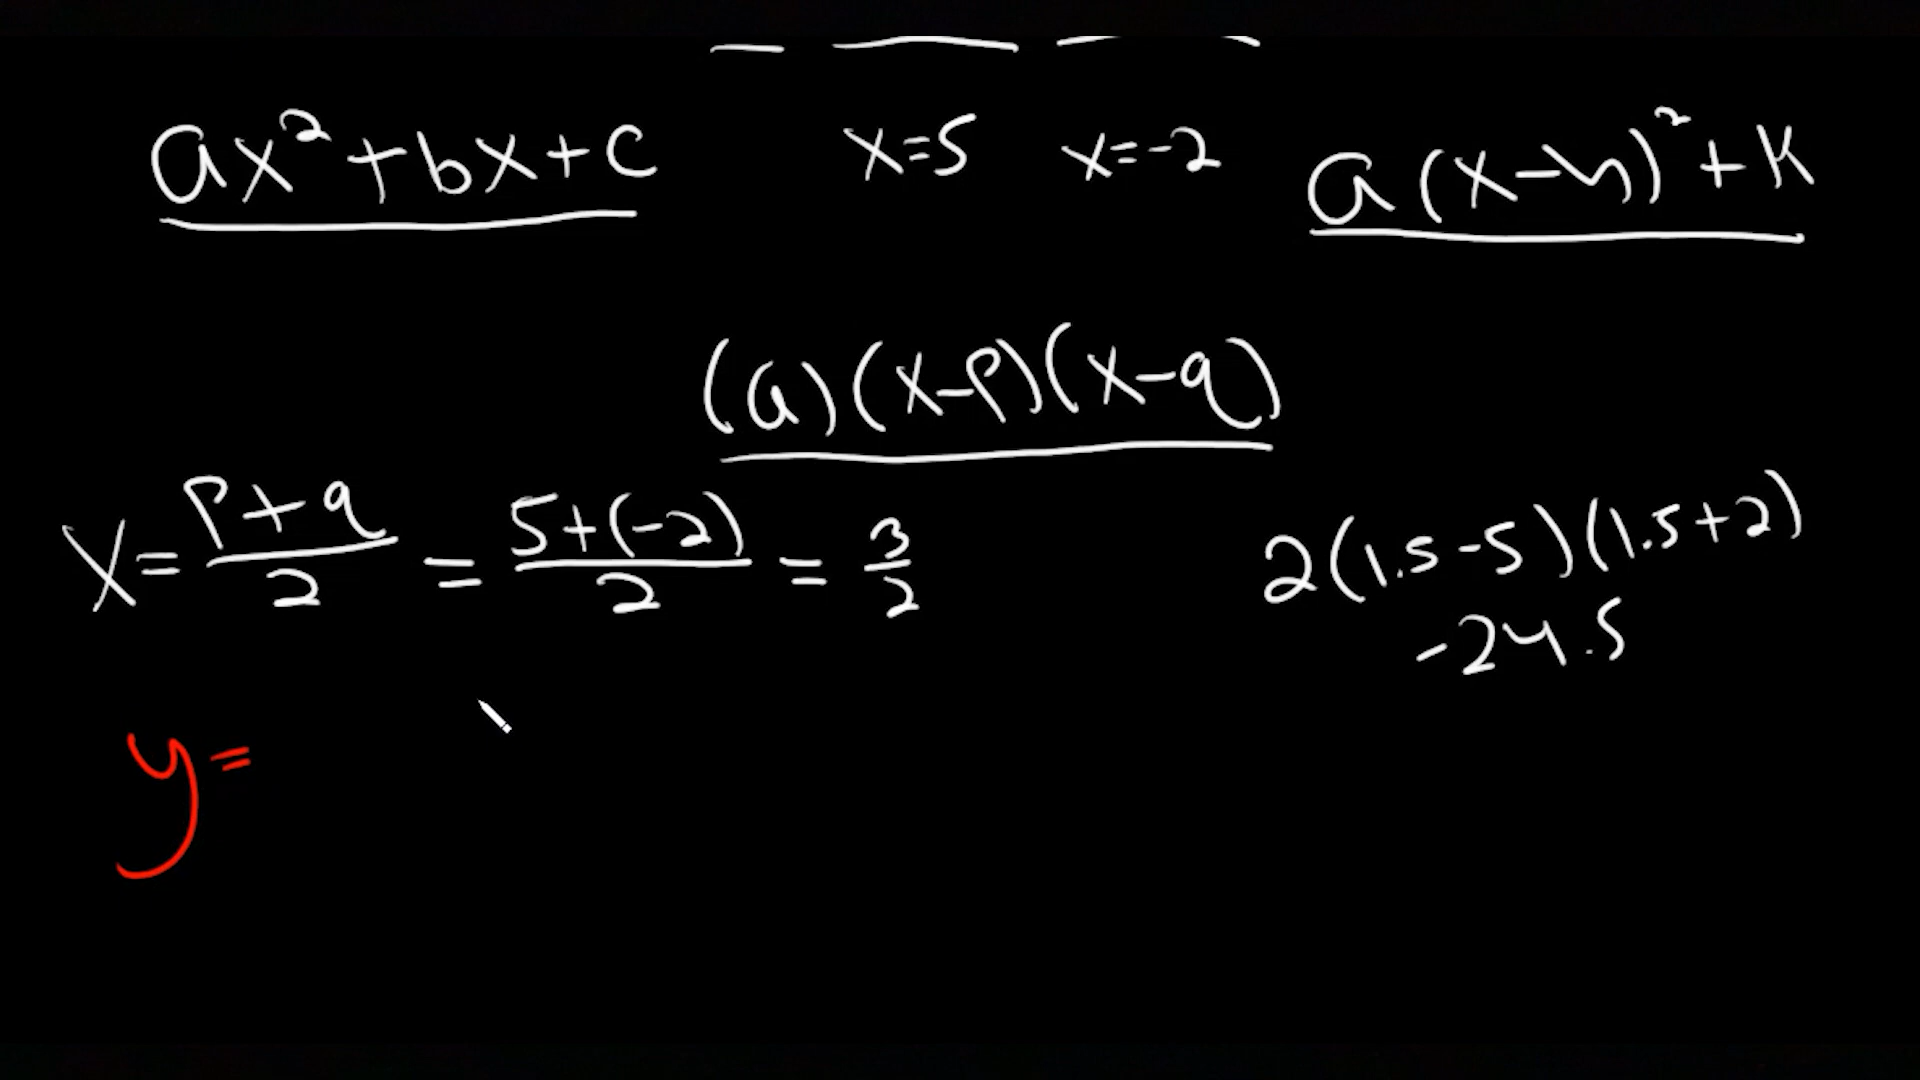 ax²+bx+c x=5 x=-2 a(x-h)²+k
(a)(x-p)(x-q)
x=p+q/2 = 5+(-2)/2 = 3/2 2(1.5-5)(1.5+2)
-24.5
y=